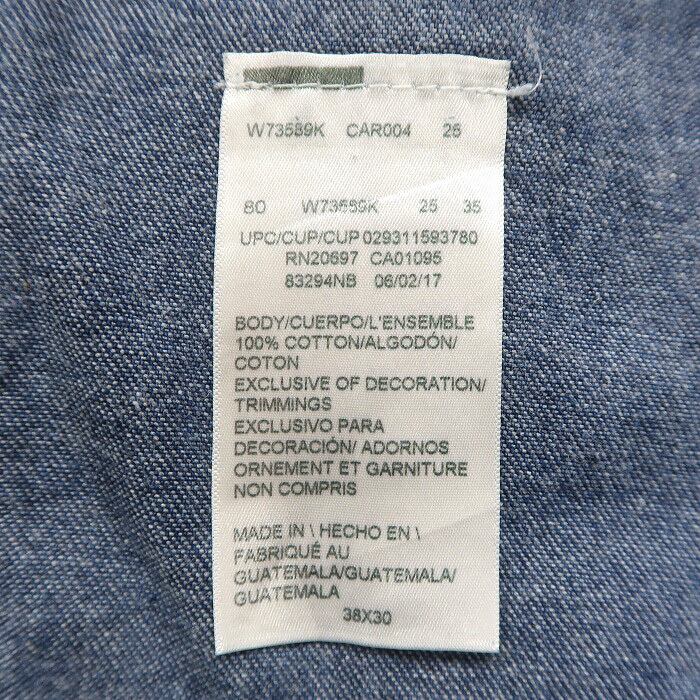 W73589K CAR004 25
80 W73589K 25 35
UPC/CUP/CUP 029311593780
RN20697 CA01095
83294NB 06/02/17
BODY/CUERPO/L'ENSEMBLE
100% COTTON/ALGODÓN/
COTON
EXCLUSIVE OF DECORATION/
TRIMMINGS
EXCLUSIVO PARA
DECORACIÓN/ ADORNOS
ORNEMENT ET GARNITURE
NON COMPRIS
MADE IN \ HECHO EN \
FABRIQUÉ AU
GUATEMALA/GUATEMALA/
GUATEMALA
38X30